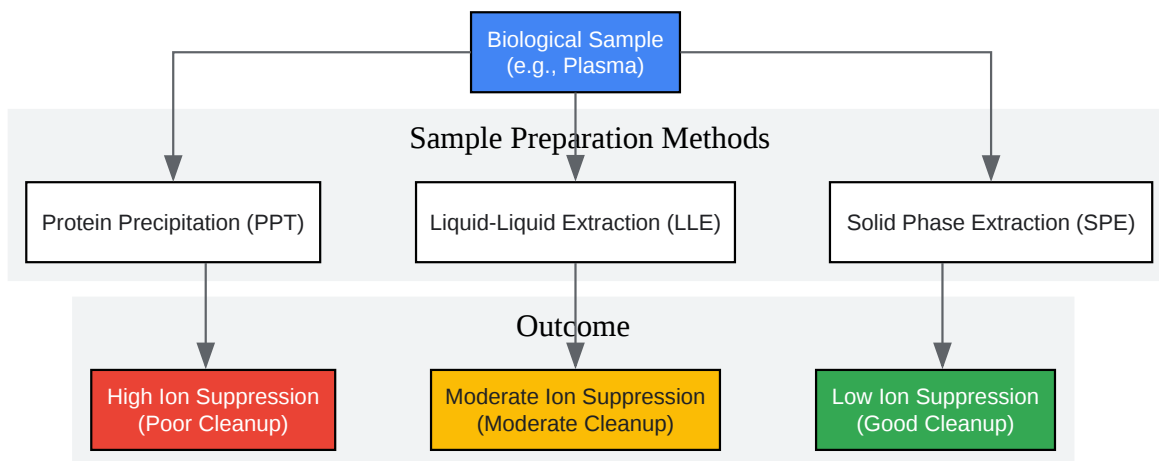 Biological Sample
(e.g., Plasma)
Sample Preparation Methods
Protein Precipitation (PPT)
Liquid-Liquid Extraction (LLE)
Solid Phase Extraction (SPE)
Outcome
High Ion Suppression
(Poor Cleanup)
Moderate Ion Suppression
(Moderate Cleanup)
Low Ion Suppression
(Good Cleanup)